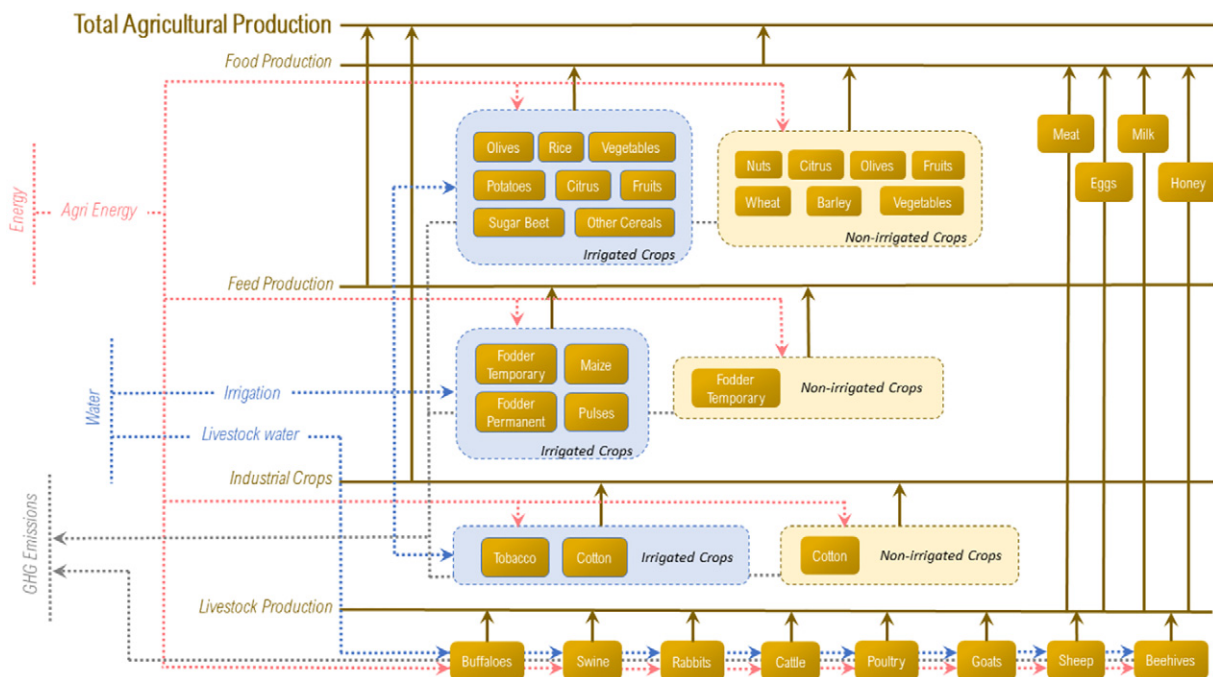 Total Agricultural Production
Food Production
Meat
Milk
Olives
Rice
Vegetables
Nuts
Citrus
Olives
Fruits
Eggs
Honey
Potatoes
Citrus
Fruits
Wheat
Barley
Vegetables
Energy
Agri Energy
Sugar Beet
Other Cereals
Non-irrigated Crops
Irrigated Crops
Feed Production
Fodder
Temporary
Maize
Fodder
Temporary
Non-irrigated Crops
Water
Irrigation
Fodder
Permanent
Pulses
Livestock water
Irrigated Crops
Industrial Crops
GHG Emissions
Tobacco
Cotton
Irrigated Crops
Cotton
Non-irrigated Crops
Livestock Production
Buffaloes
Swine
Rabbits
Cattle
Poultry
Goats
Sheep
Beehives